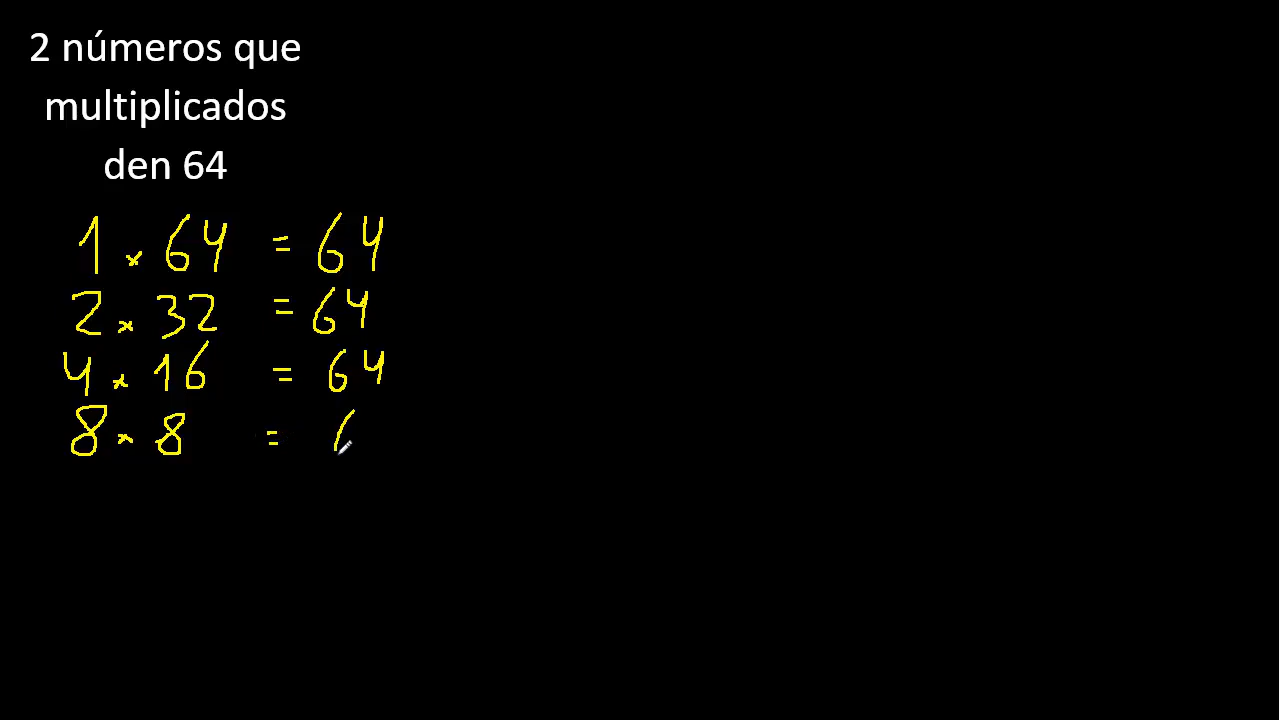 2 números que
multiplicados
den 64
1 × 64 = 64
2 × 32 = 64
4 × 16 = 64
8 × 8 =